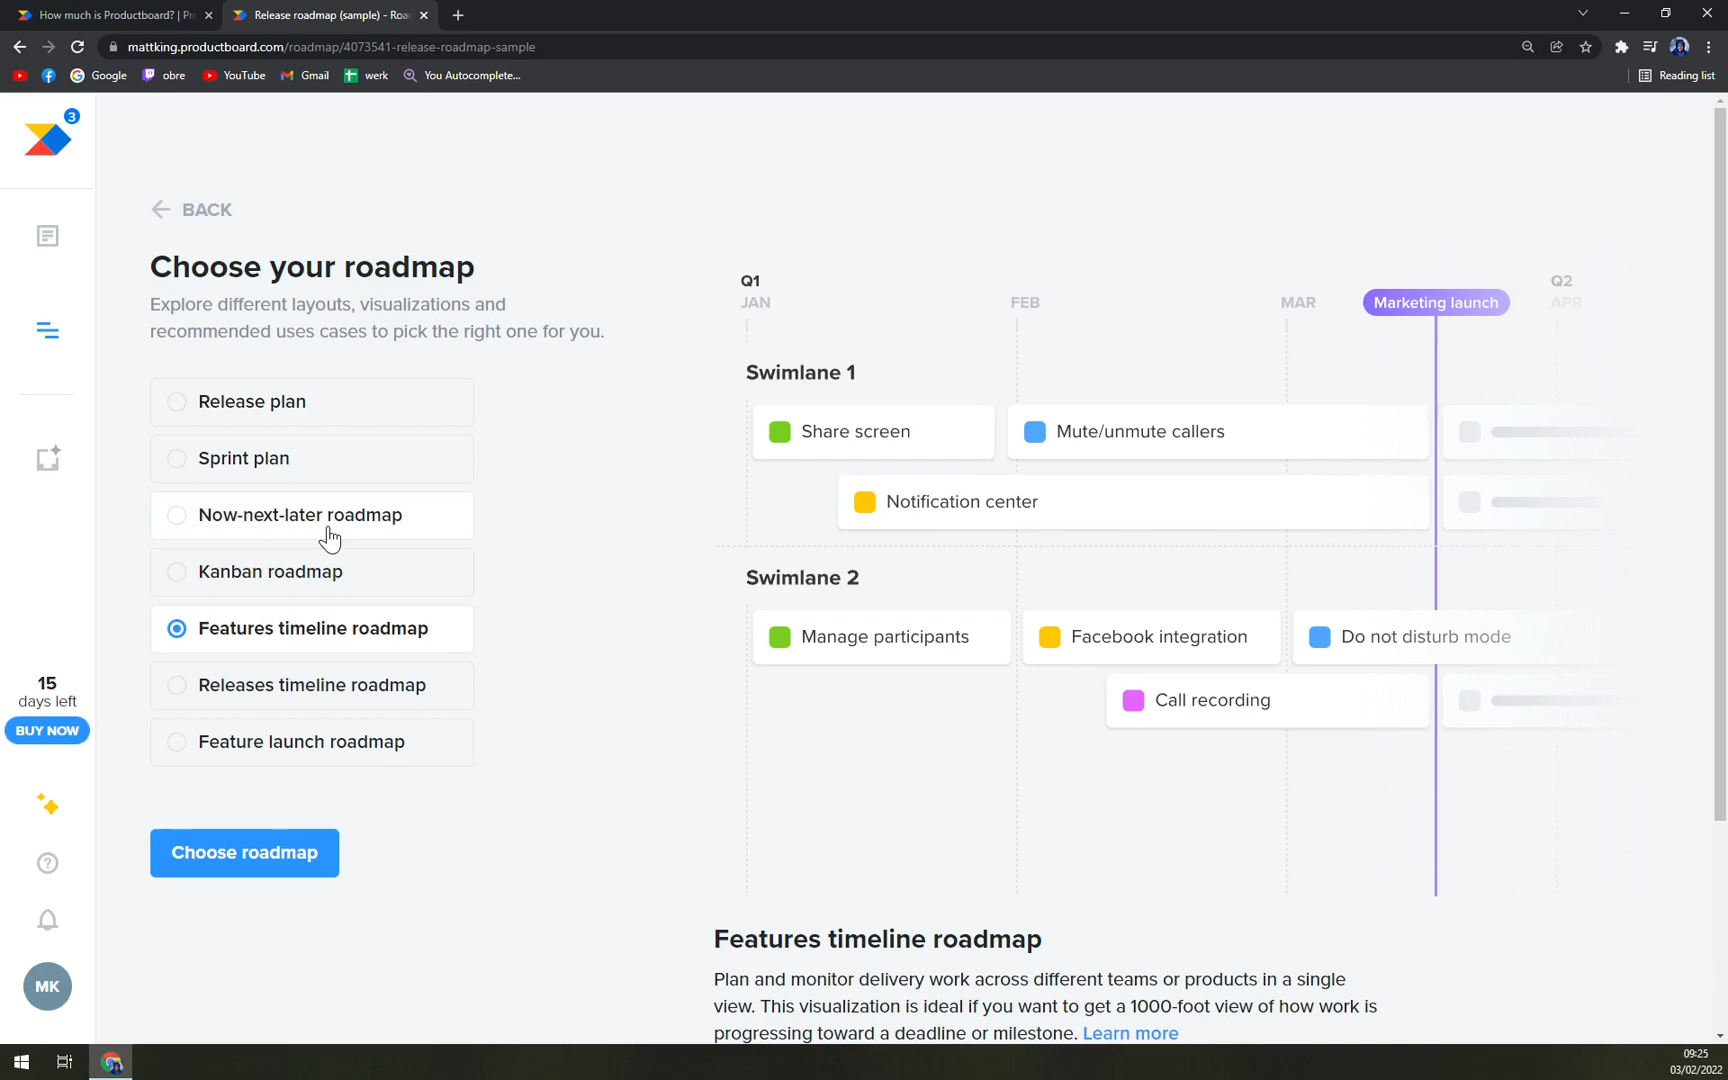 How much is Productboard? | Pr
Release roadmap (sample) - Roa
mattking.productboard.com/roadmap/4073541-release-roadmap-sample
Google
obre
YouTube
Gmail
werk
You Autocomplete...
Reading list
3
BACK
Choose your roadmap
Explore different layouts, visualizations and
recommended uses cases to pick the right one for you.
Release plan
Sprint plan
Now-next-later roadmap
Kanban roadmap
Features timeline roadmap
Releases timeline roadmap
Feature launch roadmap
Choose roadmap
15
days left
BUY NOW
MK
Q1
JAN
FEB
MAR
Marketing launch
Q2
APR
Swimlane 1
Share screen
Mute/unmute callers
Notification center
Swimlane 2
Manage participants
Facebook integration
Do not disturb mode
Call recording
Features timeline roadmap
Plan and monitor delivery work across different teams or products in a single
view. This visualization is ideal if you want to get a 1000-foot view of how work is
progressing toward a deadline or milestone. Learn more
09:25
03/02/2022